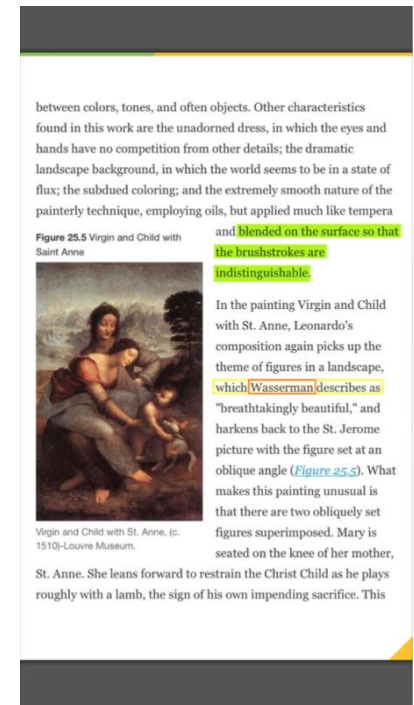 between colors, tones, and often objects. Other characteristics
found in this work are the unadorned dress, in which the eyes and
hands have no competition from other details; the dramatic
landscape background, in which the world seems to be in a state of
flux; the subdued coloring; and the extremely smooth nature of the
painterly technique, employing oils, but applied much like tempera
and blended on the surface so that
the brushstrokes are
indistinguishable.
Figure 25.5 Virgin and Child with
Saint Anne
Virgin and Child with St. Anne, (c.
1510)-Louvre Museum.
In the painting Virgin and Child
with St. Anne, Leonardo's
composition again picks up the
theme of figures in a landscape,
which Wasserman describes as
"breathtakingly beautiful," and
harkens back to the St. Jerome
picture with the figure set at an
oblique angle (Figure 25.5). What
makes this painting unusual is
that there are two obliquely set
figures superimposed. Mary is
seated on the knee of her mother,
St. Anne. She leans forward to restrain the Christ Child as he plays
roughly with a lamb, the sign of his own impending sacrifice. This